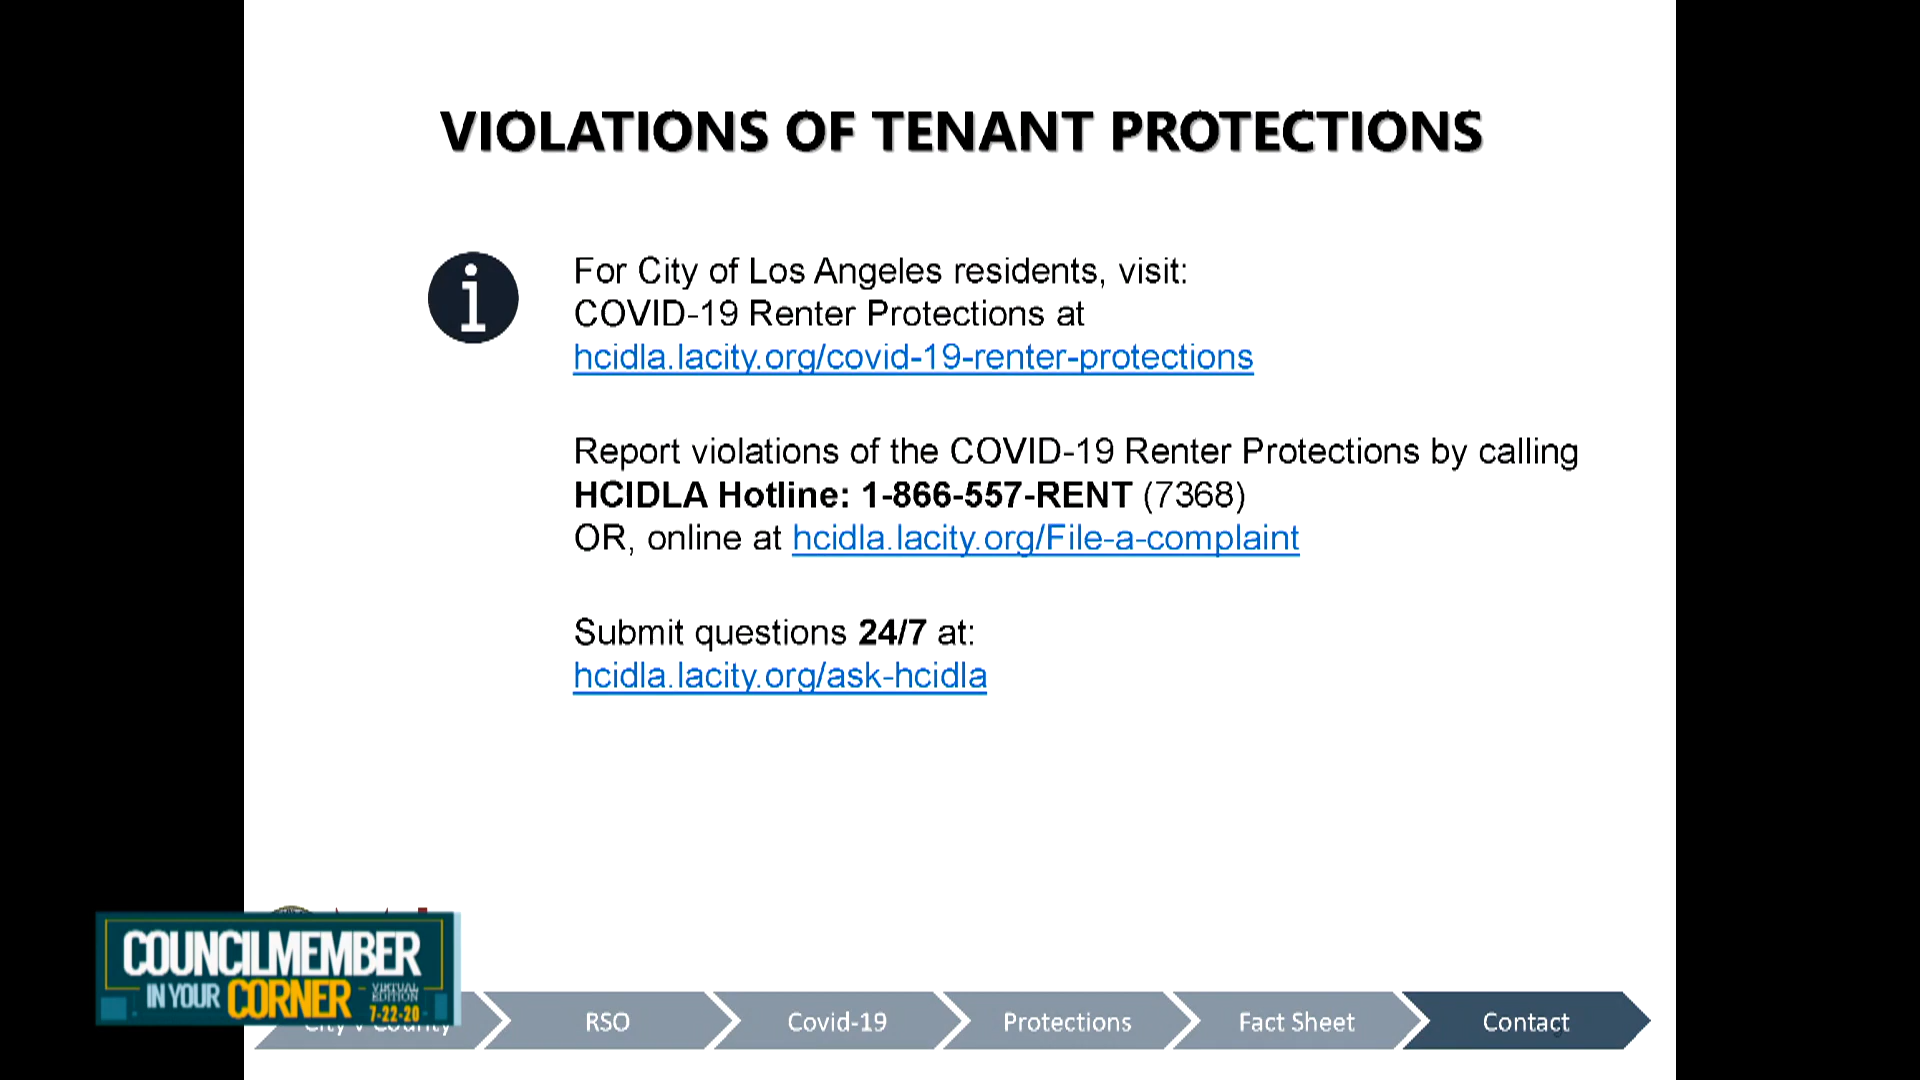 VIOLATIONS OF TENANT PROTECTIONS
For City of Los Angeles residents, visit:
COVID-19 Renter Protections at
hcidla.lacity.org/covid-19-renter-protections
Report violations of the COVID-19 Renter Protections by calling
HCIDLA Hotline: 1-866-557-RENT (7368)
OR, online at hcidla.lacity.org/File-a-complaint
Submit questions 24/7 at:
hcidla.lacity.org/ask-hcidla
COUNCILMEMBER
IN YOUR CORNER VIRTUAL EDITION 7-22-20
City v County RSO Covid-19 Protections Fact Sheet Contact